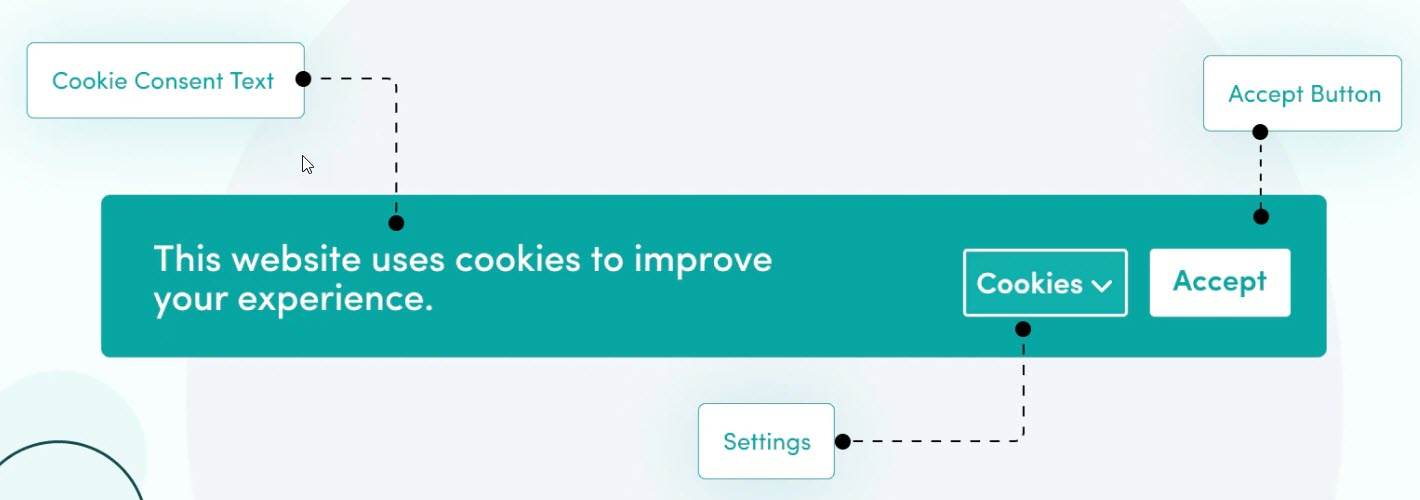 Cookie Consent Text
Accept Button
This website uses cookies to improve
your experience.
Cookies
Accept
Settings